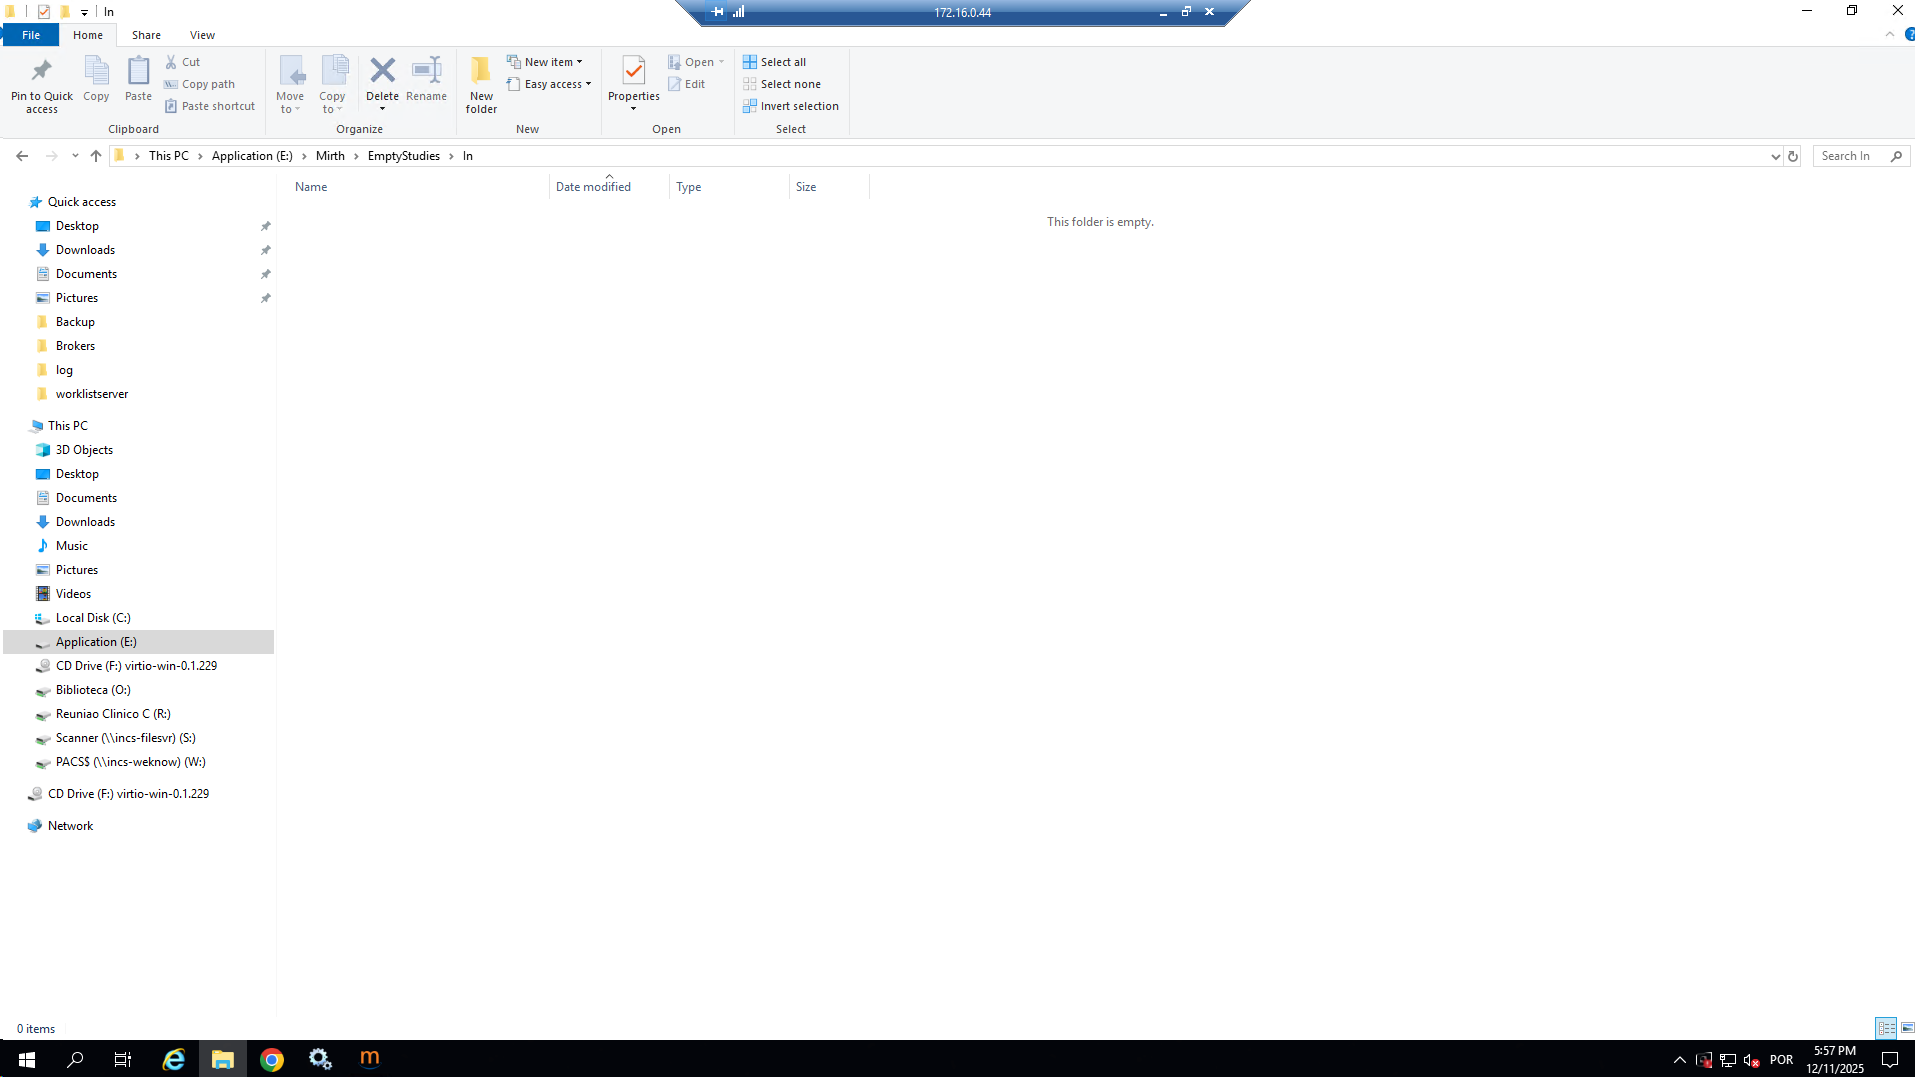 In
172.16.0.44
File
Home
Share
View
Pin to Quick access
Copy
Paste
Cut
Copy path
Paste shortcut
Clipboard
Move to
Copy to
Delete
Rename
Organize
New folder
New item
Easy access
New
Properties
Open
Edit
Open
Select all
Select none
Invert selection
Select
This PC > Application (E:) > Mirth > EmptyStudies > In
Search In
Name
Date modified
Type
Size
This folder is empty.
Quick access
Desktop
Downloads
Documents
Pictures
Backup
Brokers
log
worklistserver
This PC
3D Objects
Desktop
Documents
Downloads
Music
Pictures
Videos
Local Disk (C:)
Application (E:)
CD Drive (F:) virtio-win-0.1.229
Biblioteca (O:)
Reuniao Clinico C (R:)
Scanner (\\incs-filesvr) (S:)
PACS$ (\\incs-weknow) (W:)
CD Drive (F:) virtio-win-0.1.229
Network
0 items
POR
5:57 PM
12/11/2025